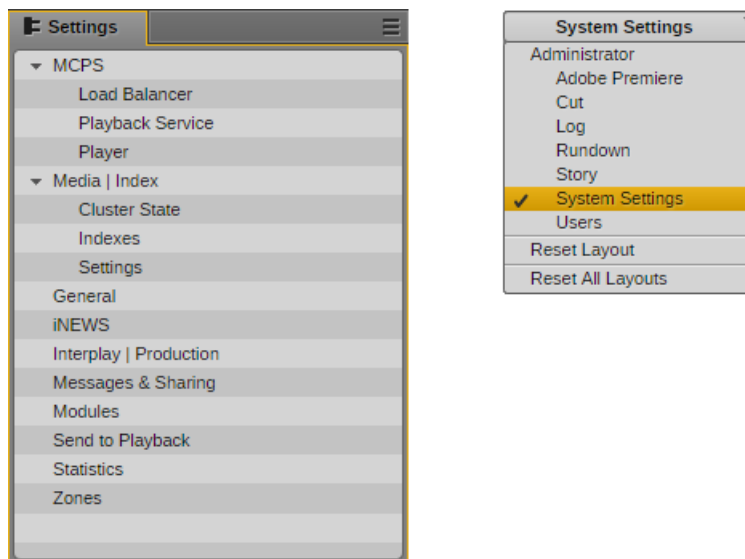 Settings
MCPS
Load Balancer
Playback Service
Player
Media | Index
Cluster State
Indexes
Settings
General
iNEWS
Interplay | Production
Messages & Sharing
Modules
Send to Playback
Statistics
Zones
System Settings
Administrator
Adobe Premiere
Cut
Log
Rundown
Story
System Settings
Users
Reset Layout
Reset All Layouts